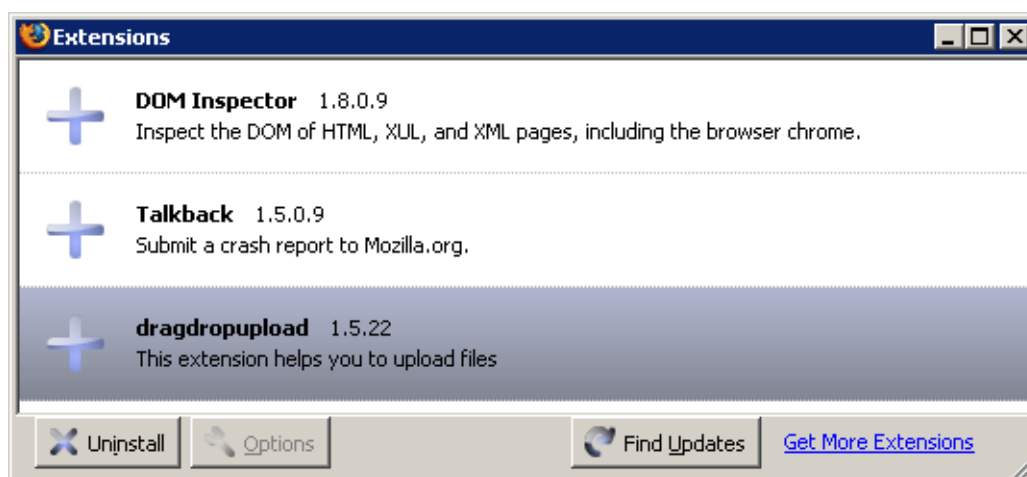 Extensions
DOM Inspector 1.8.0.9
Inspect the DOM of HTML, XUL, and XML pages, including the browser chrome.
Talkback 1.5.0.9
Submit a crash report to Mozilla.org.
dragdropupload 1.5.22
This extension helps you to upload files
Uninstall Options Find Updates Get More Extensions